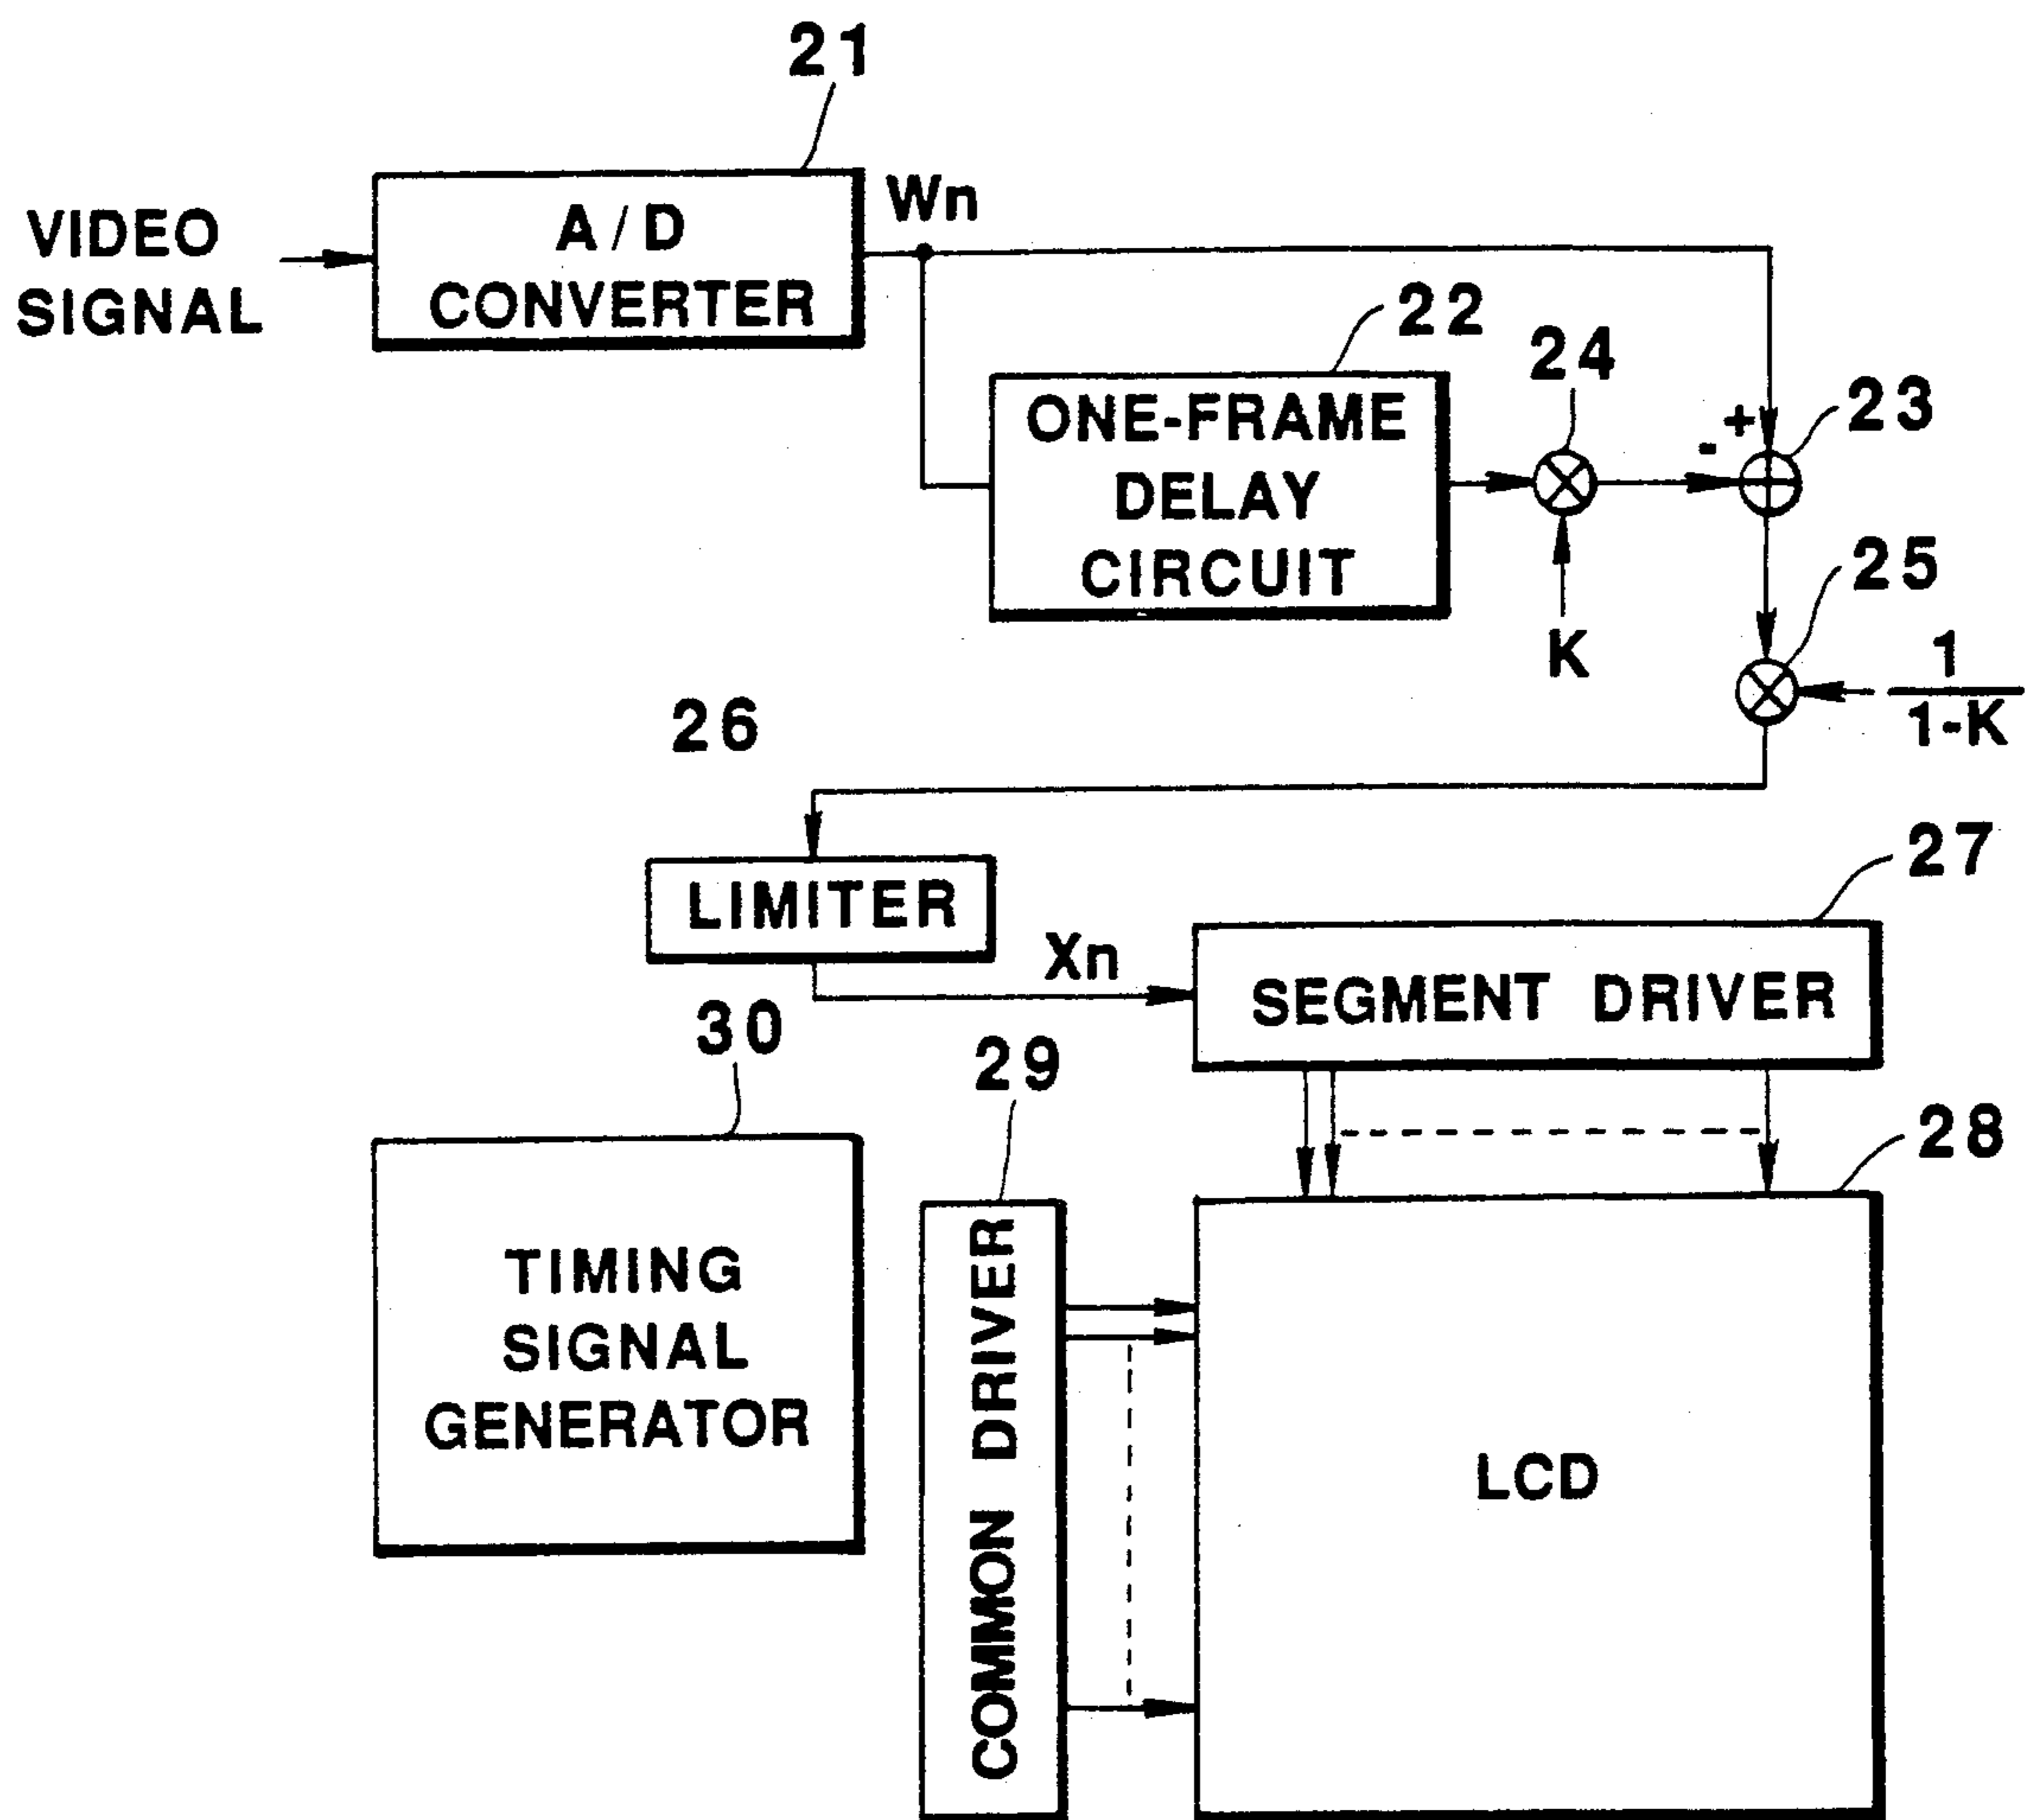 21
VIDEO
SIGNAL
A/D
CONVERTER
Wn
22
24
23
ONE-FRAME
DELAY
CIRCUIT
- +
K
25
1
1-K
26
LIMITER
Xn
27
SEGMENT DRIVER
30
29
28
TIMING
SIGNAL
GENERATOR
COMMON DRIVER
LCD